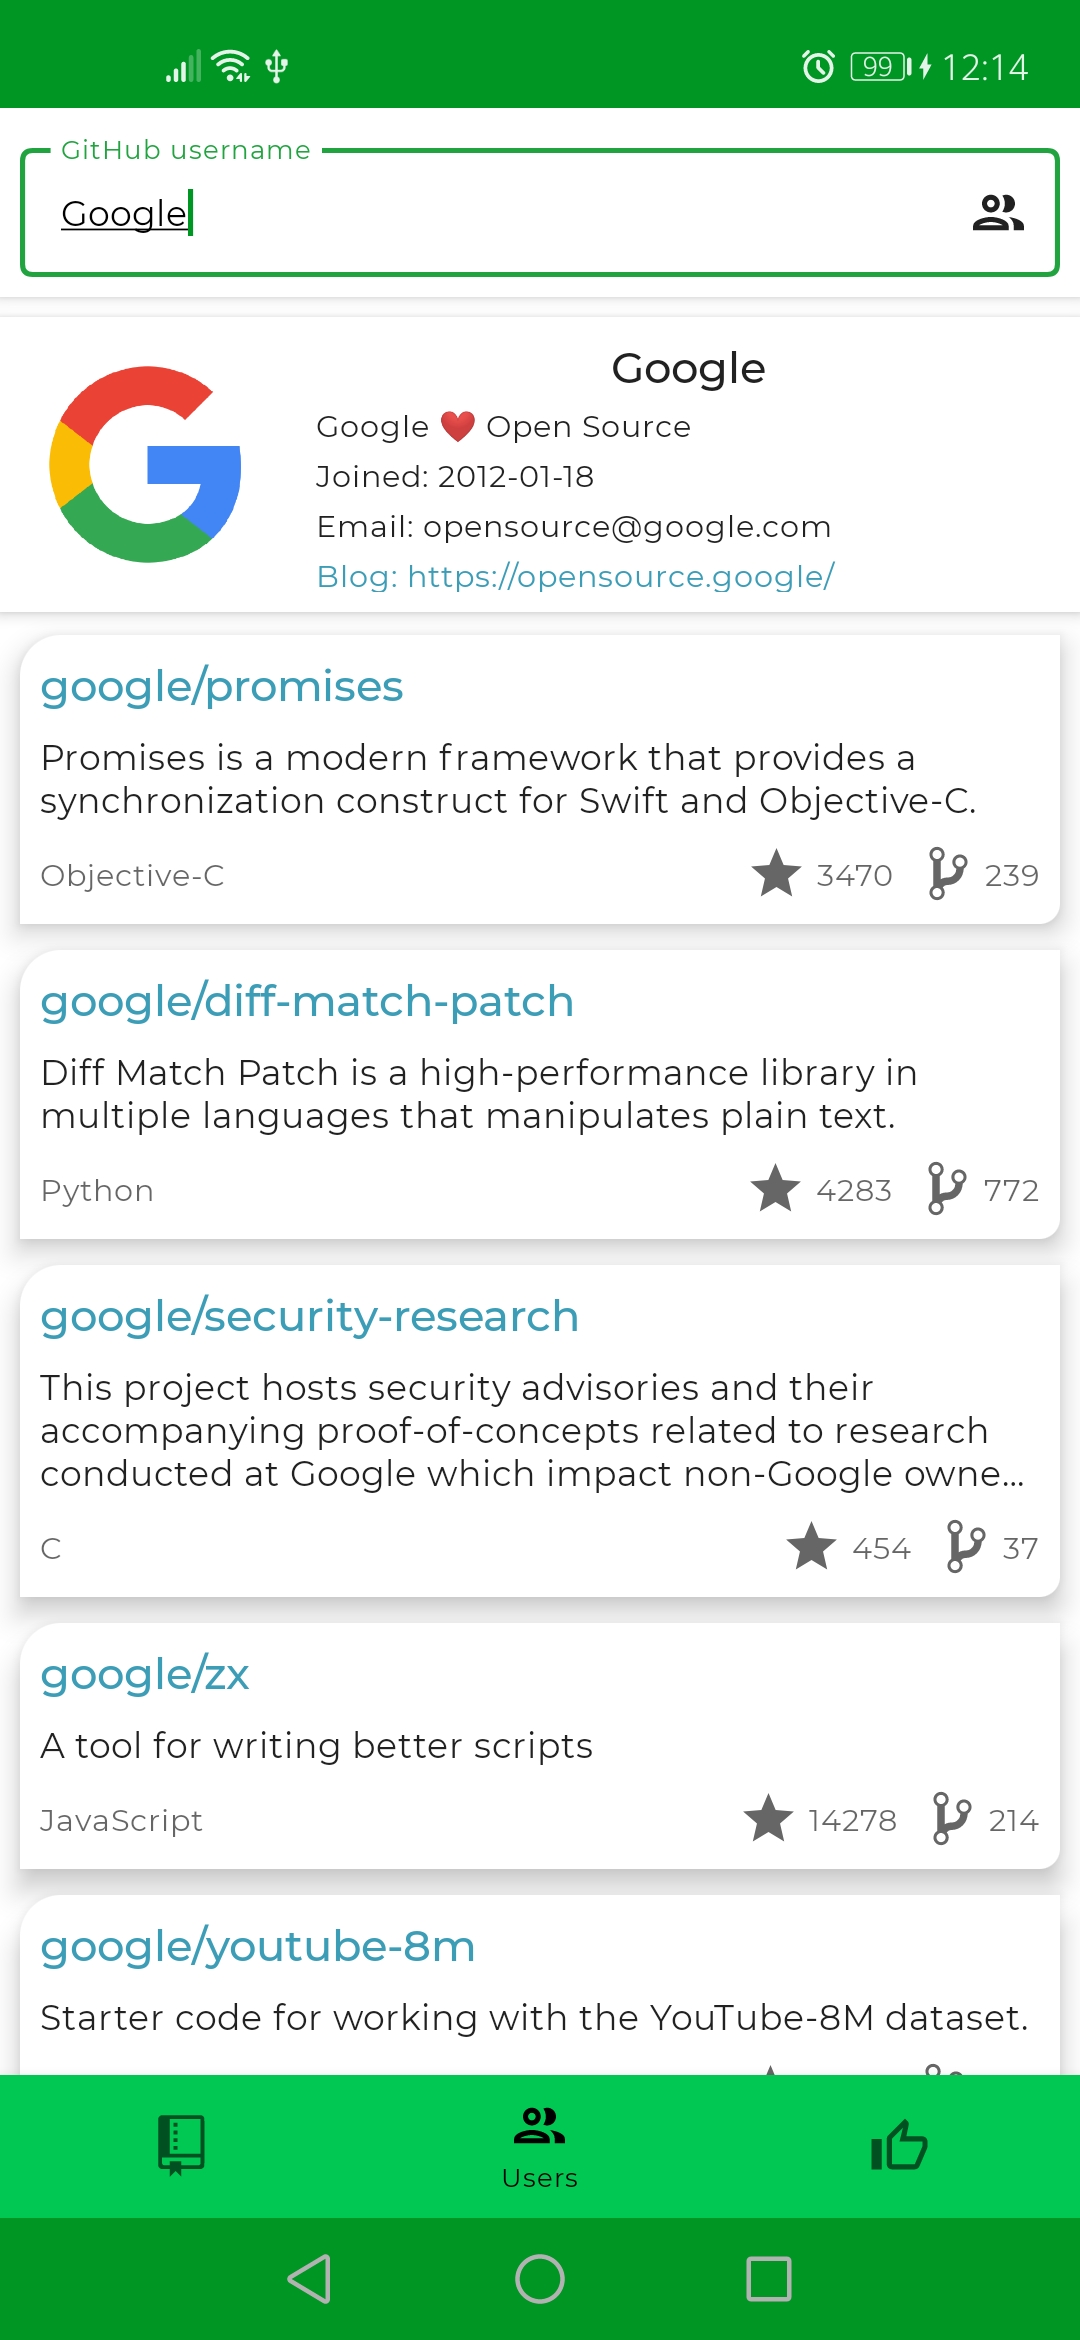 99 12:14
GitHub username
Google
Google
Google ❤️ Open Source
Joined: 2012-01-18
Email: opensource@google.com
Blog: https://opensource.google/
google/promises
Promises is a modern framework that provides a
synchronization construct for Swift and Objective-C.
Objective-C 3470 239
google/diff-match-patch
Diff Match Patch is a high-performance library in
multiple languages that manipulates plain text.
Python 4283 772
google/security-research
This project hosts security advisories and their
accompanying proof-of-concepts related to research
conducted at Google which impact non-Google owne...
C 454 37
google/zx
A tool for writing better scripts
JavaScript 14278 214
google/youtube-8m
Starter code for working with the YouTube-8M dataset.
Users